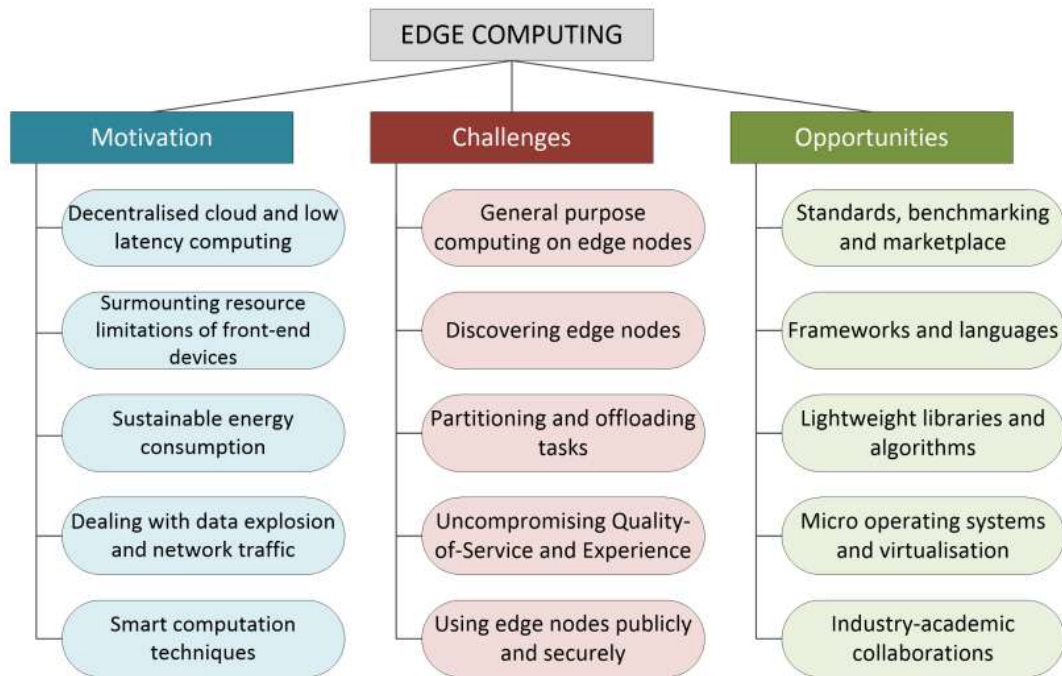 EDGE COMPUTING
Motivation
Decentralised cloud and low
latency computing
Surmounting resource
limitations of front-end
devices
Sustainable energy
consumption
Dealing with data explosion
and network traffic
Smart computation
techniques
Challenges
General purpose
computing on edge nodes
Discovering edge nodes
Partitioning and offloading
tasks
Uncompromising Quality-
of-Service and Experience
Using edge nodes publicly
and securely
Opportunities
Standards, benchmarking
and marketplace
Frameworks and languages
Lightweight libraries and
algorithms
Micro operating systems
and virtualisation
Industry-academic
collaborations